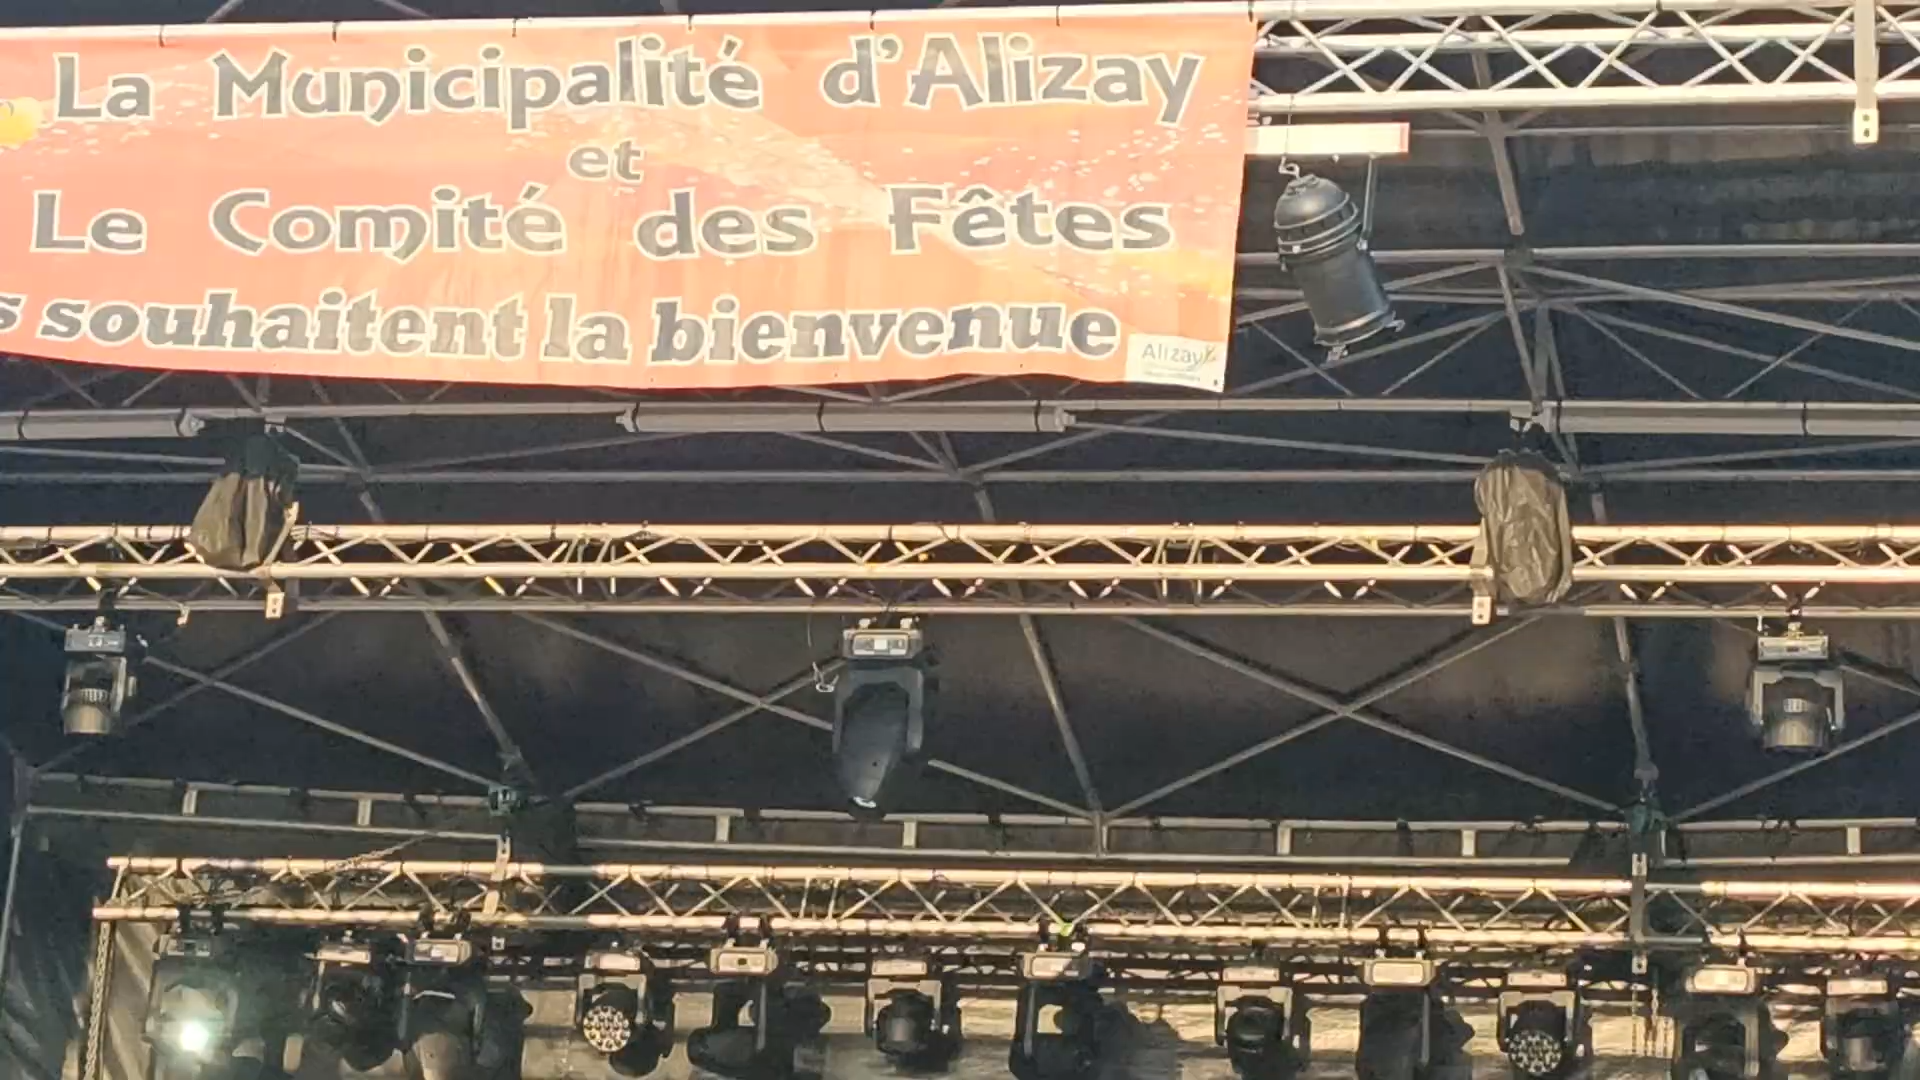 La Municipalité d'Alizay
et
Le Comité des Fêtes
s souhaitent la bienvenue
Alizay